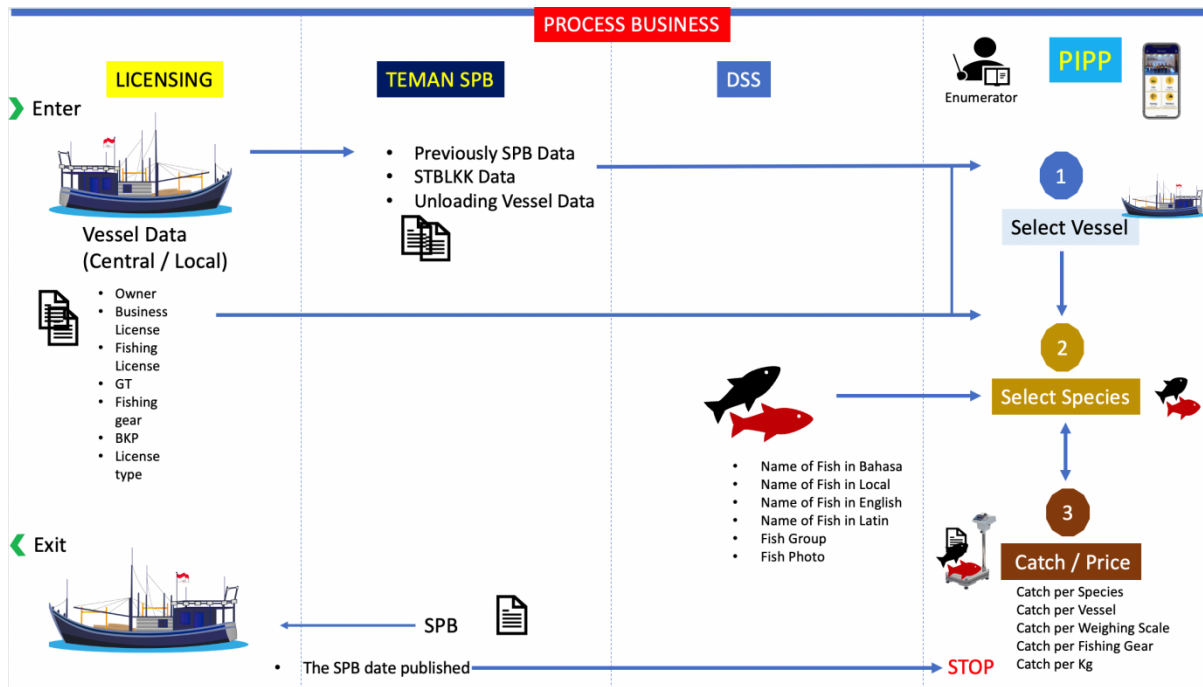 PROCESS BUSINESS
LICENSING
TEMAN SPB
DSS
Enumerator
PIPP
Enter
Vessel Data
(Central / Local)
• Owner
• Business
License
• Fishing
License
• GT
• Fishing
gear
• BKP
• License
type
• Previously SPB Data
• STBLKK Data
• Unloading Vessel Data
• Name of Fish in Bahasa
• Name of Fish in Local
• Name of Fish in English
• Name of Fish in Latin
• Fish Group
• Fish Photo
1
Select Vessel
2
Select Species
3
Catch / Price
Catch per Species
Catch per Vessel
Catch per Weighing Scale
Catch per Fishing Gear
Catch per Kg
Exit
SPB
• The SPB date published
STOP